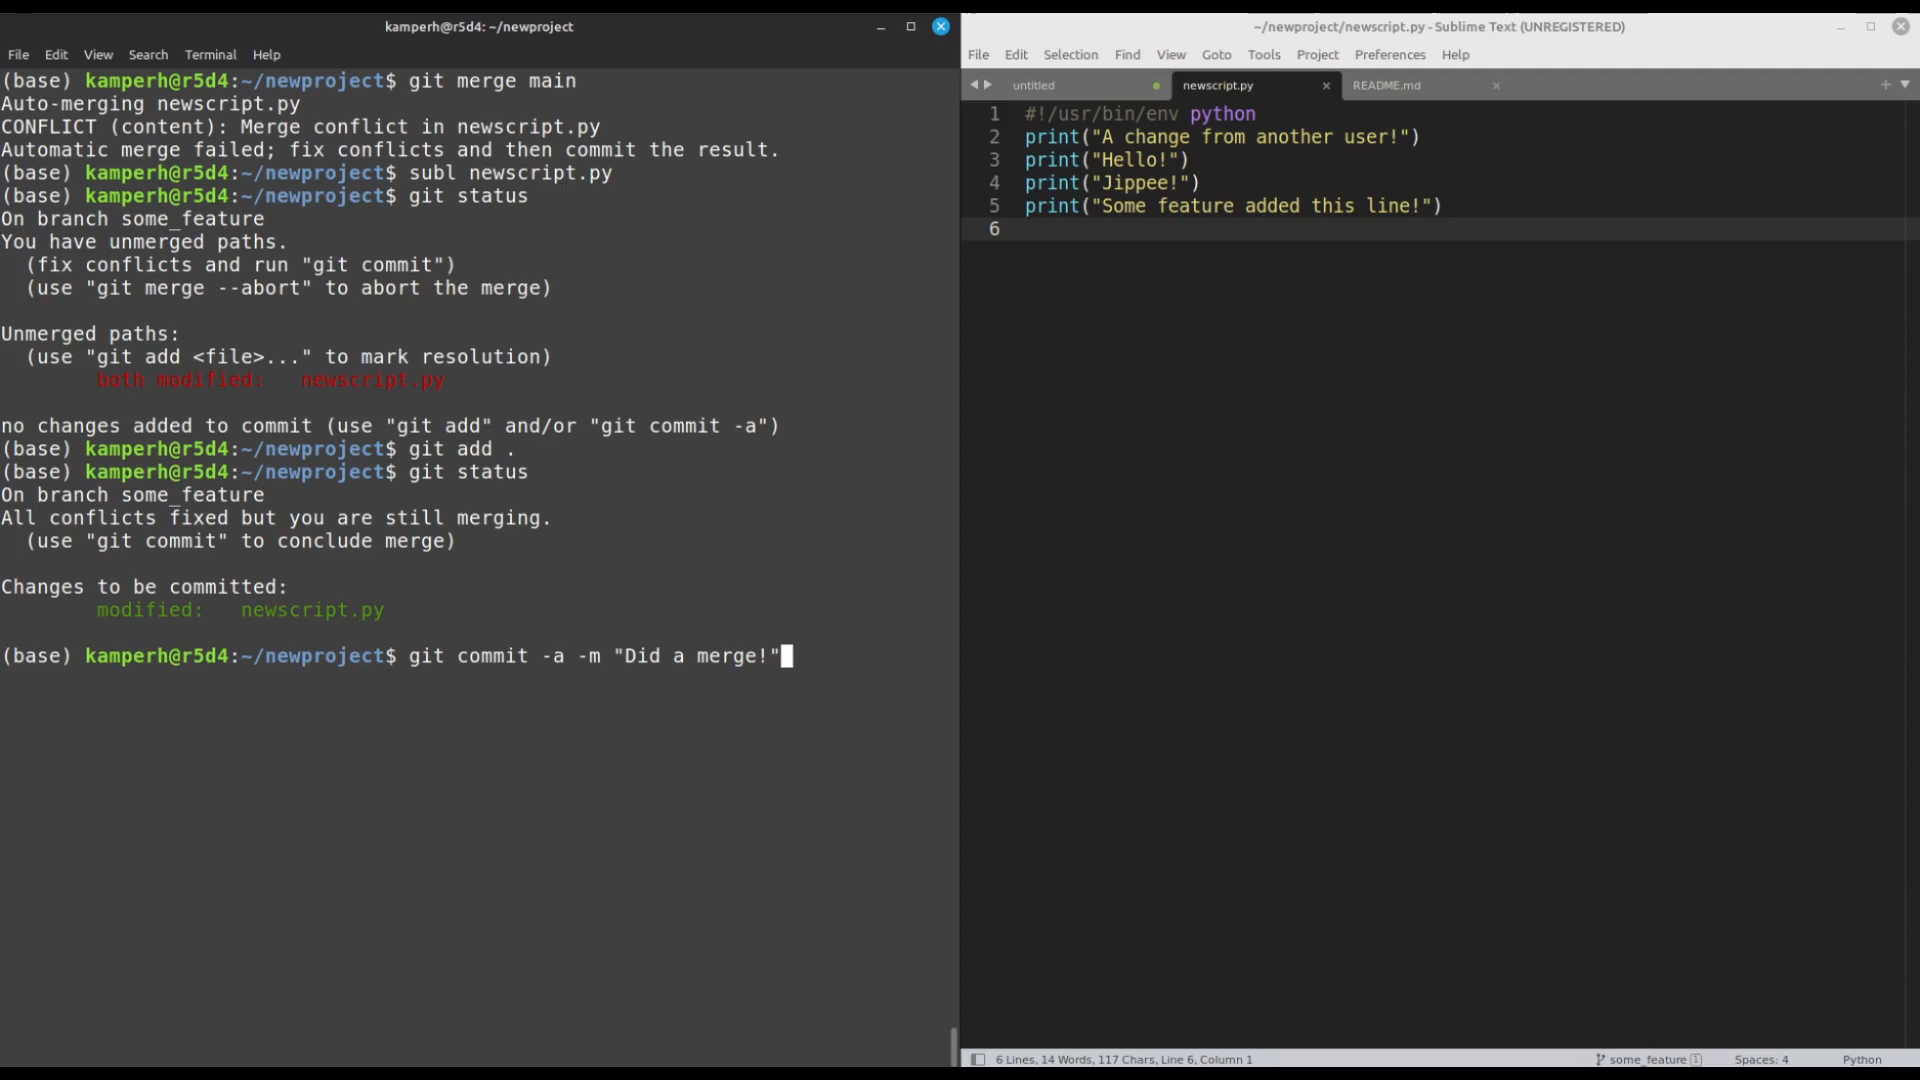 kamperh@r5d4: ~/newproject
File Edit View Search Terminal Help
(base) kamperh@r5d4:~/newproject$ git merge main
Auto-merging newscript.py
CONFLICT (content): Merge conflict in newscript.py
Automatic merge failed; fix conflicts and then commit the result.
(base) kamperh@r5d4:~/newproject$ subl newscript.py
(base) kamperh@r5d4:~/newproject$ git status
On branch some_feature
You have unmerged paths.
  (fix conflicts and run "git commit")
  (use "git merge --abort" to abort the merge)
Unmerged paths:
  (use "git add <file>..." to mark resolution)
        both modified:   newscript.py
no changes added to commit (use "git add" and/or "git commit -a")
(base) kamperh@r5d4:~/newproject$ git add .
(base) kamperh@r5d4:~/newproject$ git status
On branch some_feature
All conflicts fixed but you are still merging.
  (use "git commit" to conclude merge)
Changes to be committed:
        modified:   newscript.py
(base) kamperh@r5d4:~/newproject$ git commit -a -m "Did a merge!"
~/newproject/newscript.py - Sublime Text (UNREGISTERED)
File Edit Selection Find View Goto Tools Project Preferences Help
untitled newscript.py README.md
1 #!/usr/bin/env python
2 print("A change from another user!")
3 print("Hello!")
4 print("Jippee!")
5 print("Some feature added this line!")
6
6 Lines, 14 Words, 117 Chars, Line 6, Column 1 some_feature 1 Spaces: 4 Python